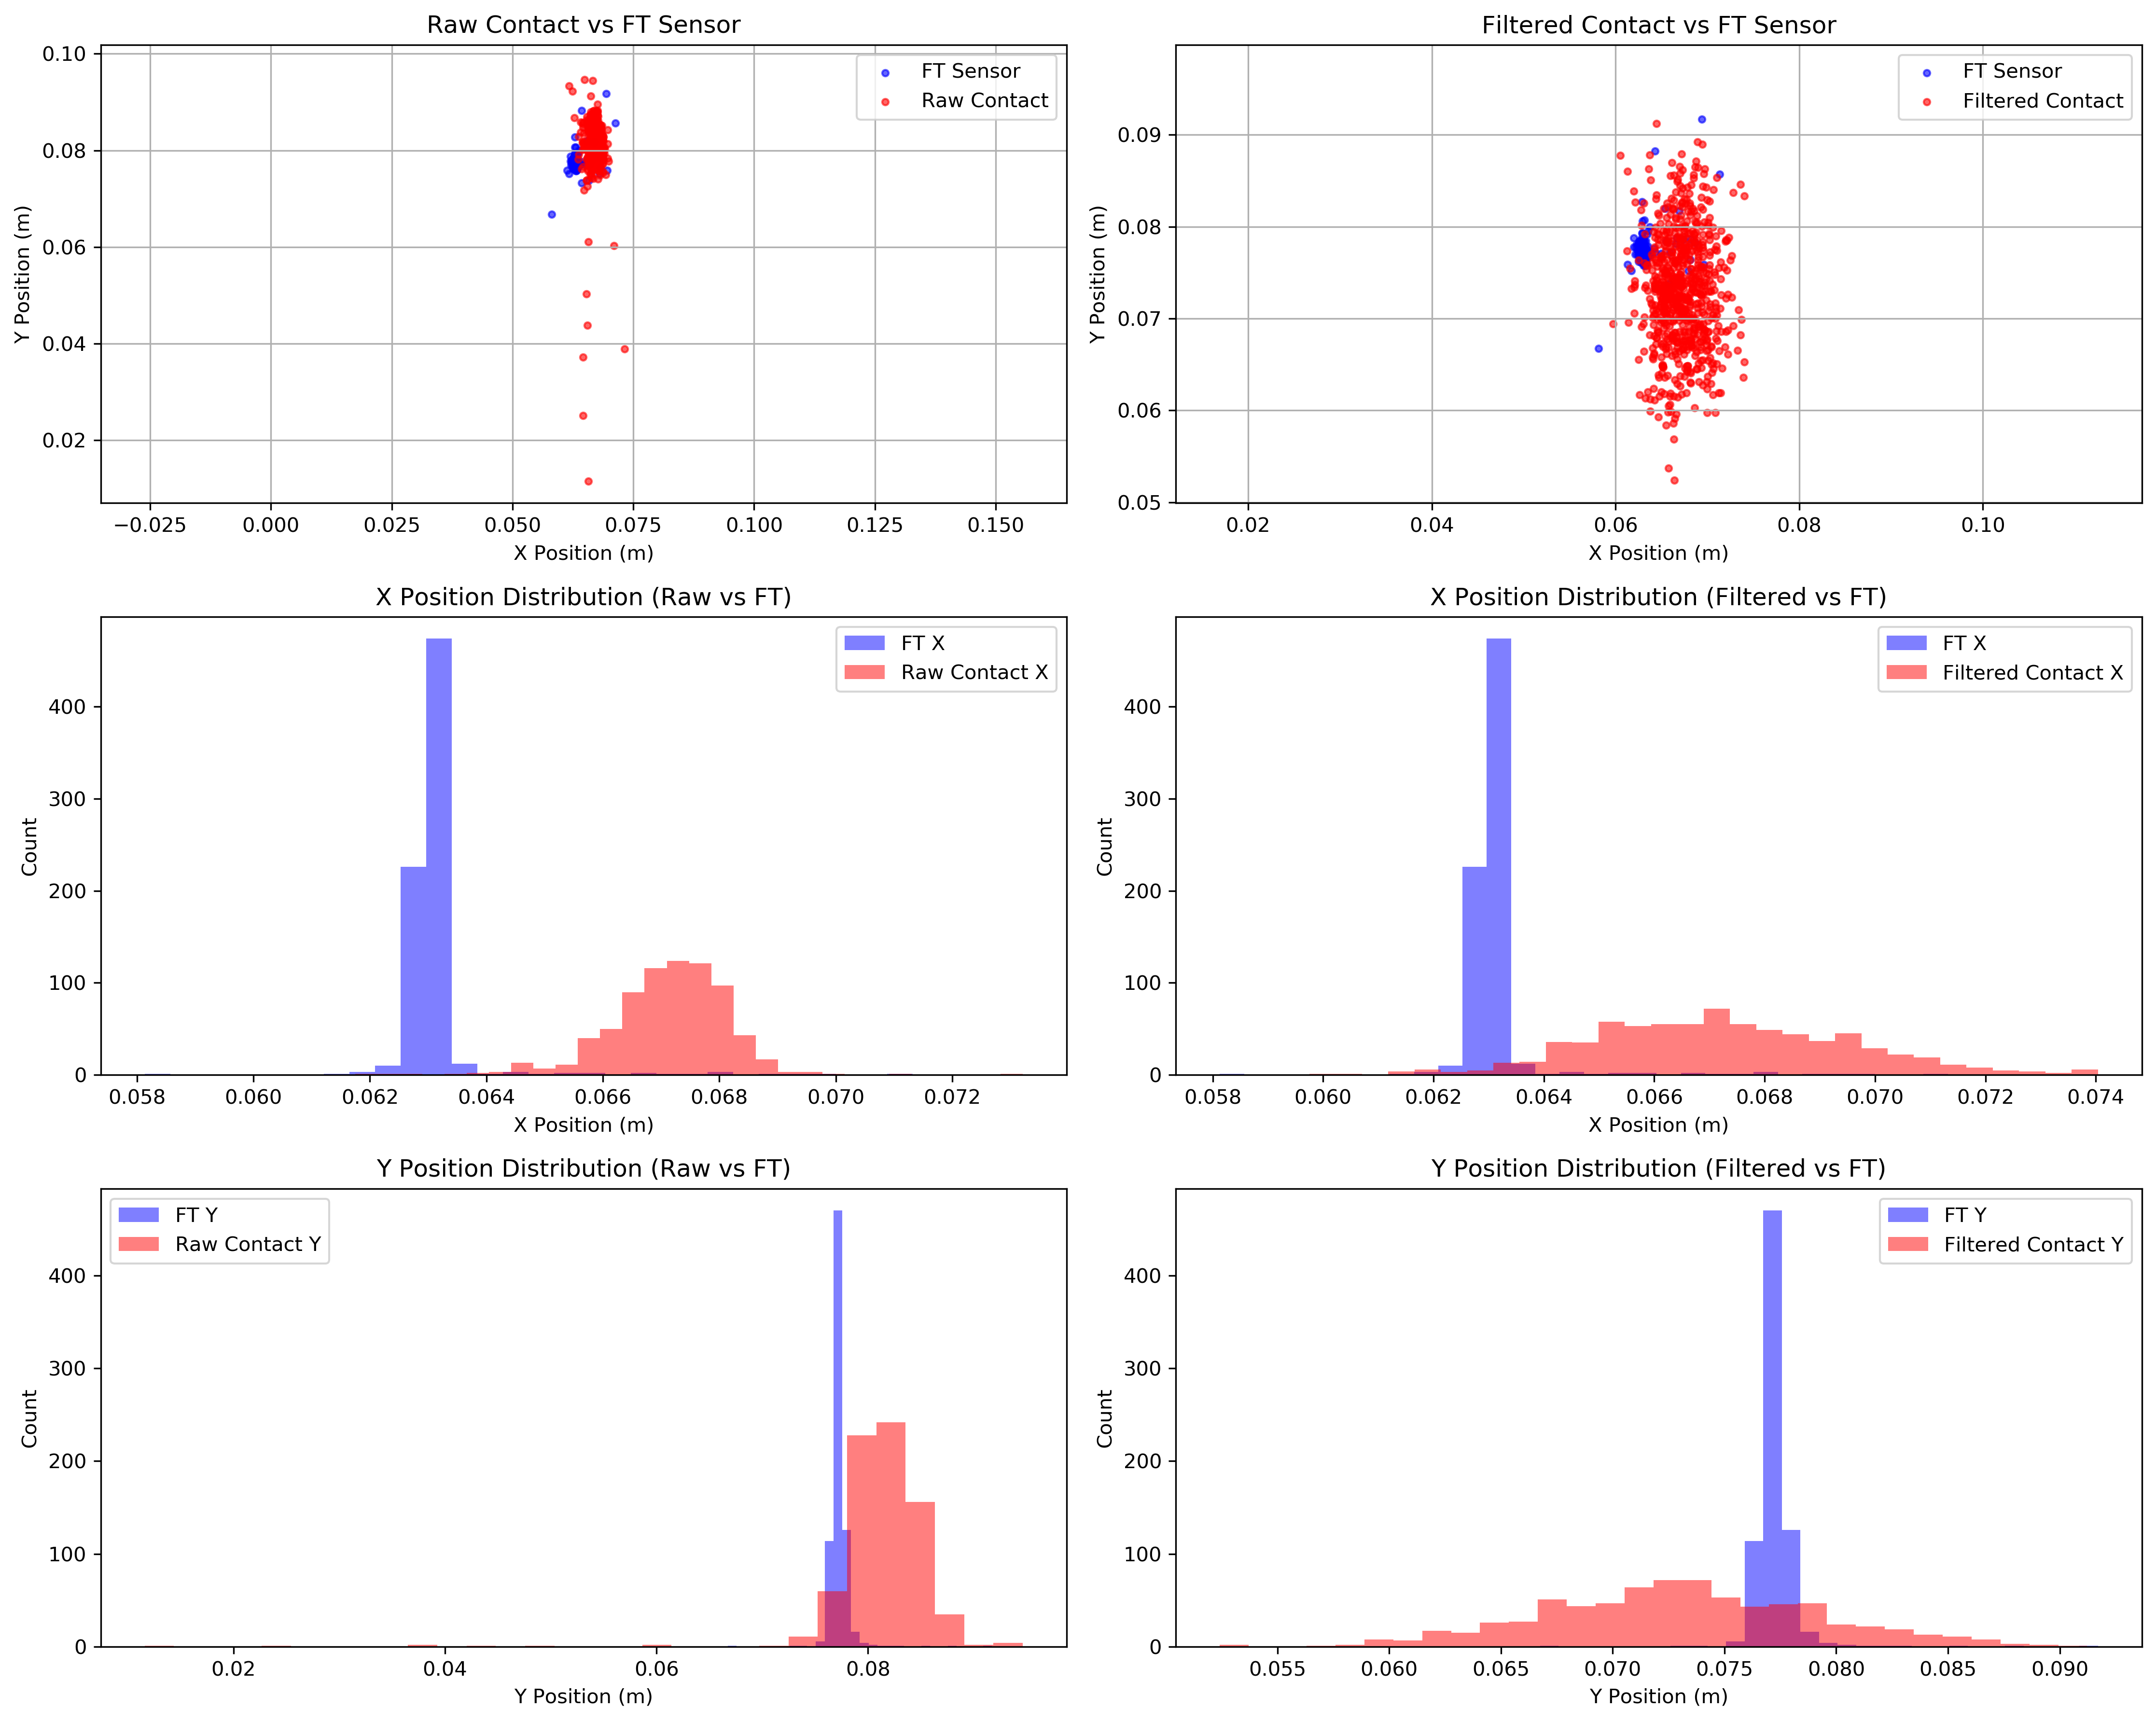 Raw Contact vs FT Sensor
FT Sensor
Raw Contact
0.10
0.08
0.06
0.04
0.02
Y Position (m)
−0.025 0.000 0.025 0.050 0.075 0.100 0.125 0.150
X Position (m)
Filtered Contact vs FT Sensor
FT Sensor
Filtered Contact
0.09
0.08
0.07
0.06
0.05
Y Position (m)
0.02 0.04 0.06 0.08 0.10
X Position (m)
X Position Distribution (Raw vs FT)
FT X
Raw Contact X
400
300
200
100
0
Count
0.058 0.060 0.062 0.064 0.066 0.068 0.070 0.072
X Position (m)
X Position Distribution (Filtered vs FT)
FT X
Filtered Contact X
400
300
200
100
0
Count
0.058 0.060 0.062 0.064 0.066 0.068 0.070 0.072 0.074
X Position (m)
Y Position Distribution (Raw vs FT)
FT Y
Raw Contact Y
400
300
200
100
0
Count
0.02 0.04 0.06 0.08
Y Position (m)
Y Position Distribution (Filtered vs FT)
FT Y
Filtered Contact Y
400
300
200
100
0
Count
0.055 0.060 0.065 0.070 0.075 0.080 0.085 0.090
Y Position (m)